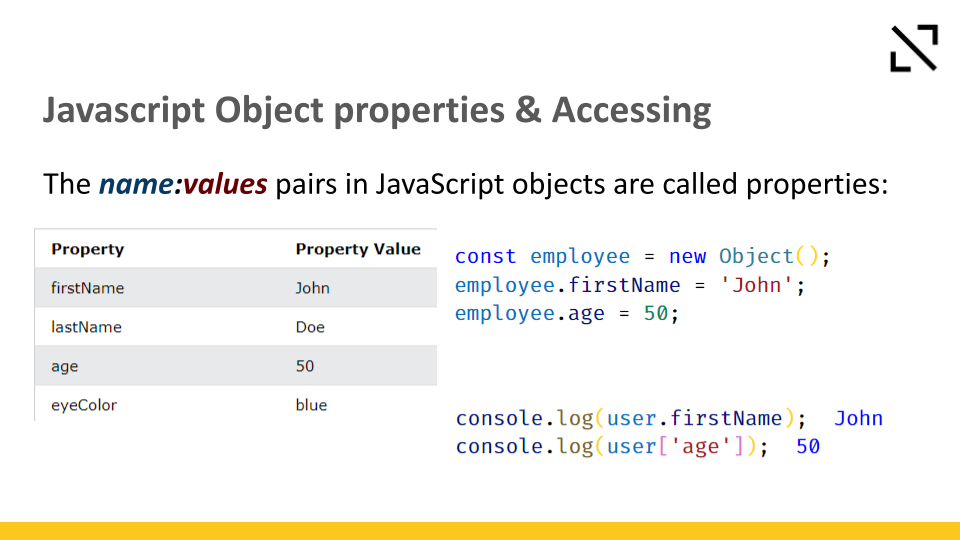 Javascript Object properties & Accessing
The name:values pairs in JavaScript objects are called properties:
Property Property Value
firstName John
lastName Doe
age 50
eyeColor blue
const employee = new Object();
employee.firstName = 'John';
employee.age = 50;
console.log(user.firstName); John
console.log(user['age']); 50